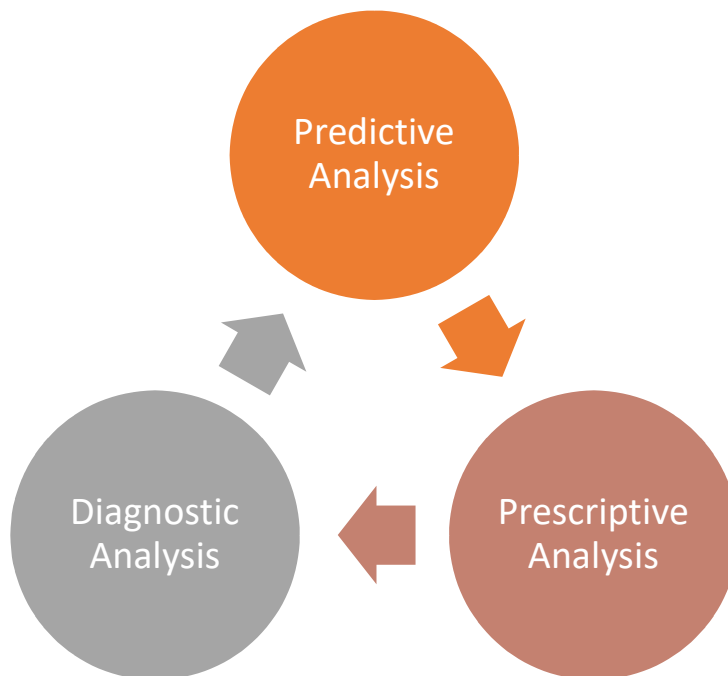 Predictive
Analysis
Diagnostic
Analysis
Prescriptive
Analysis